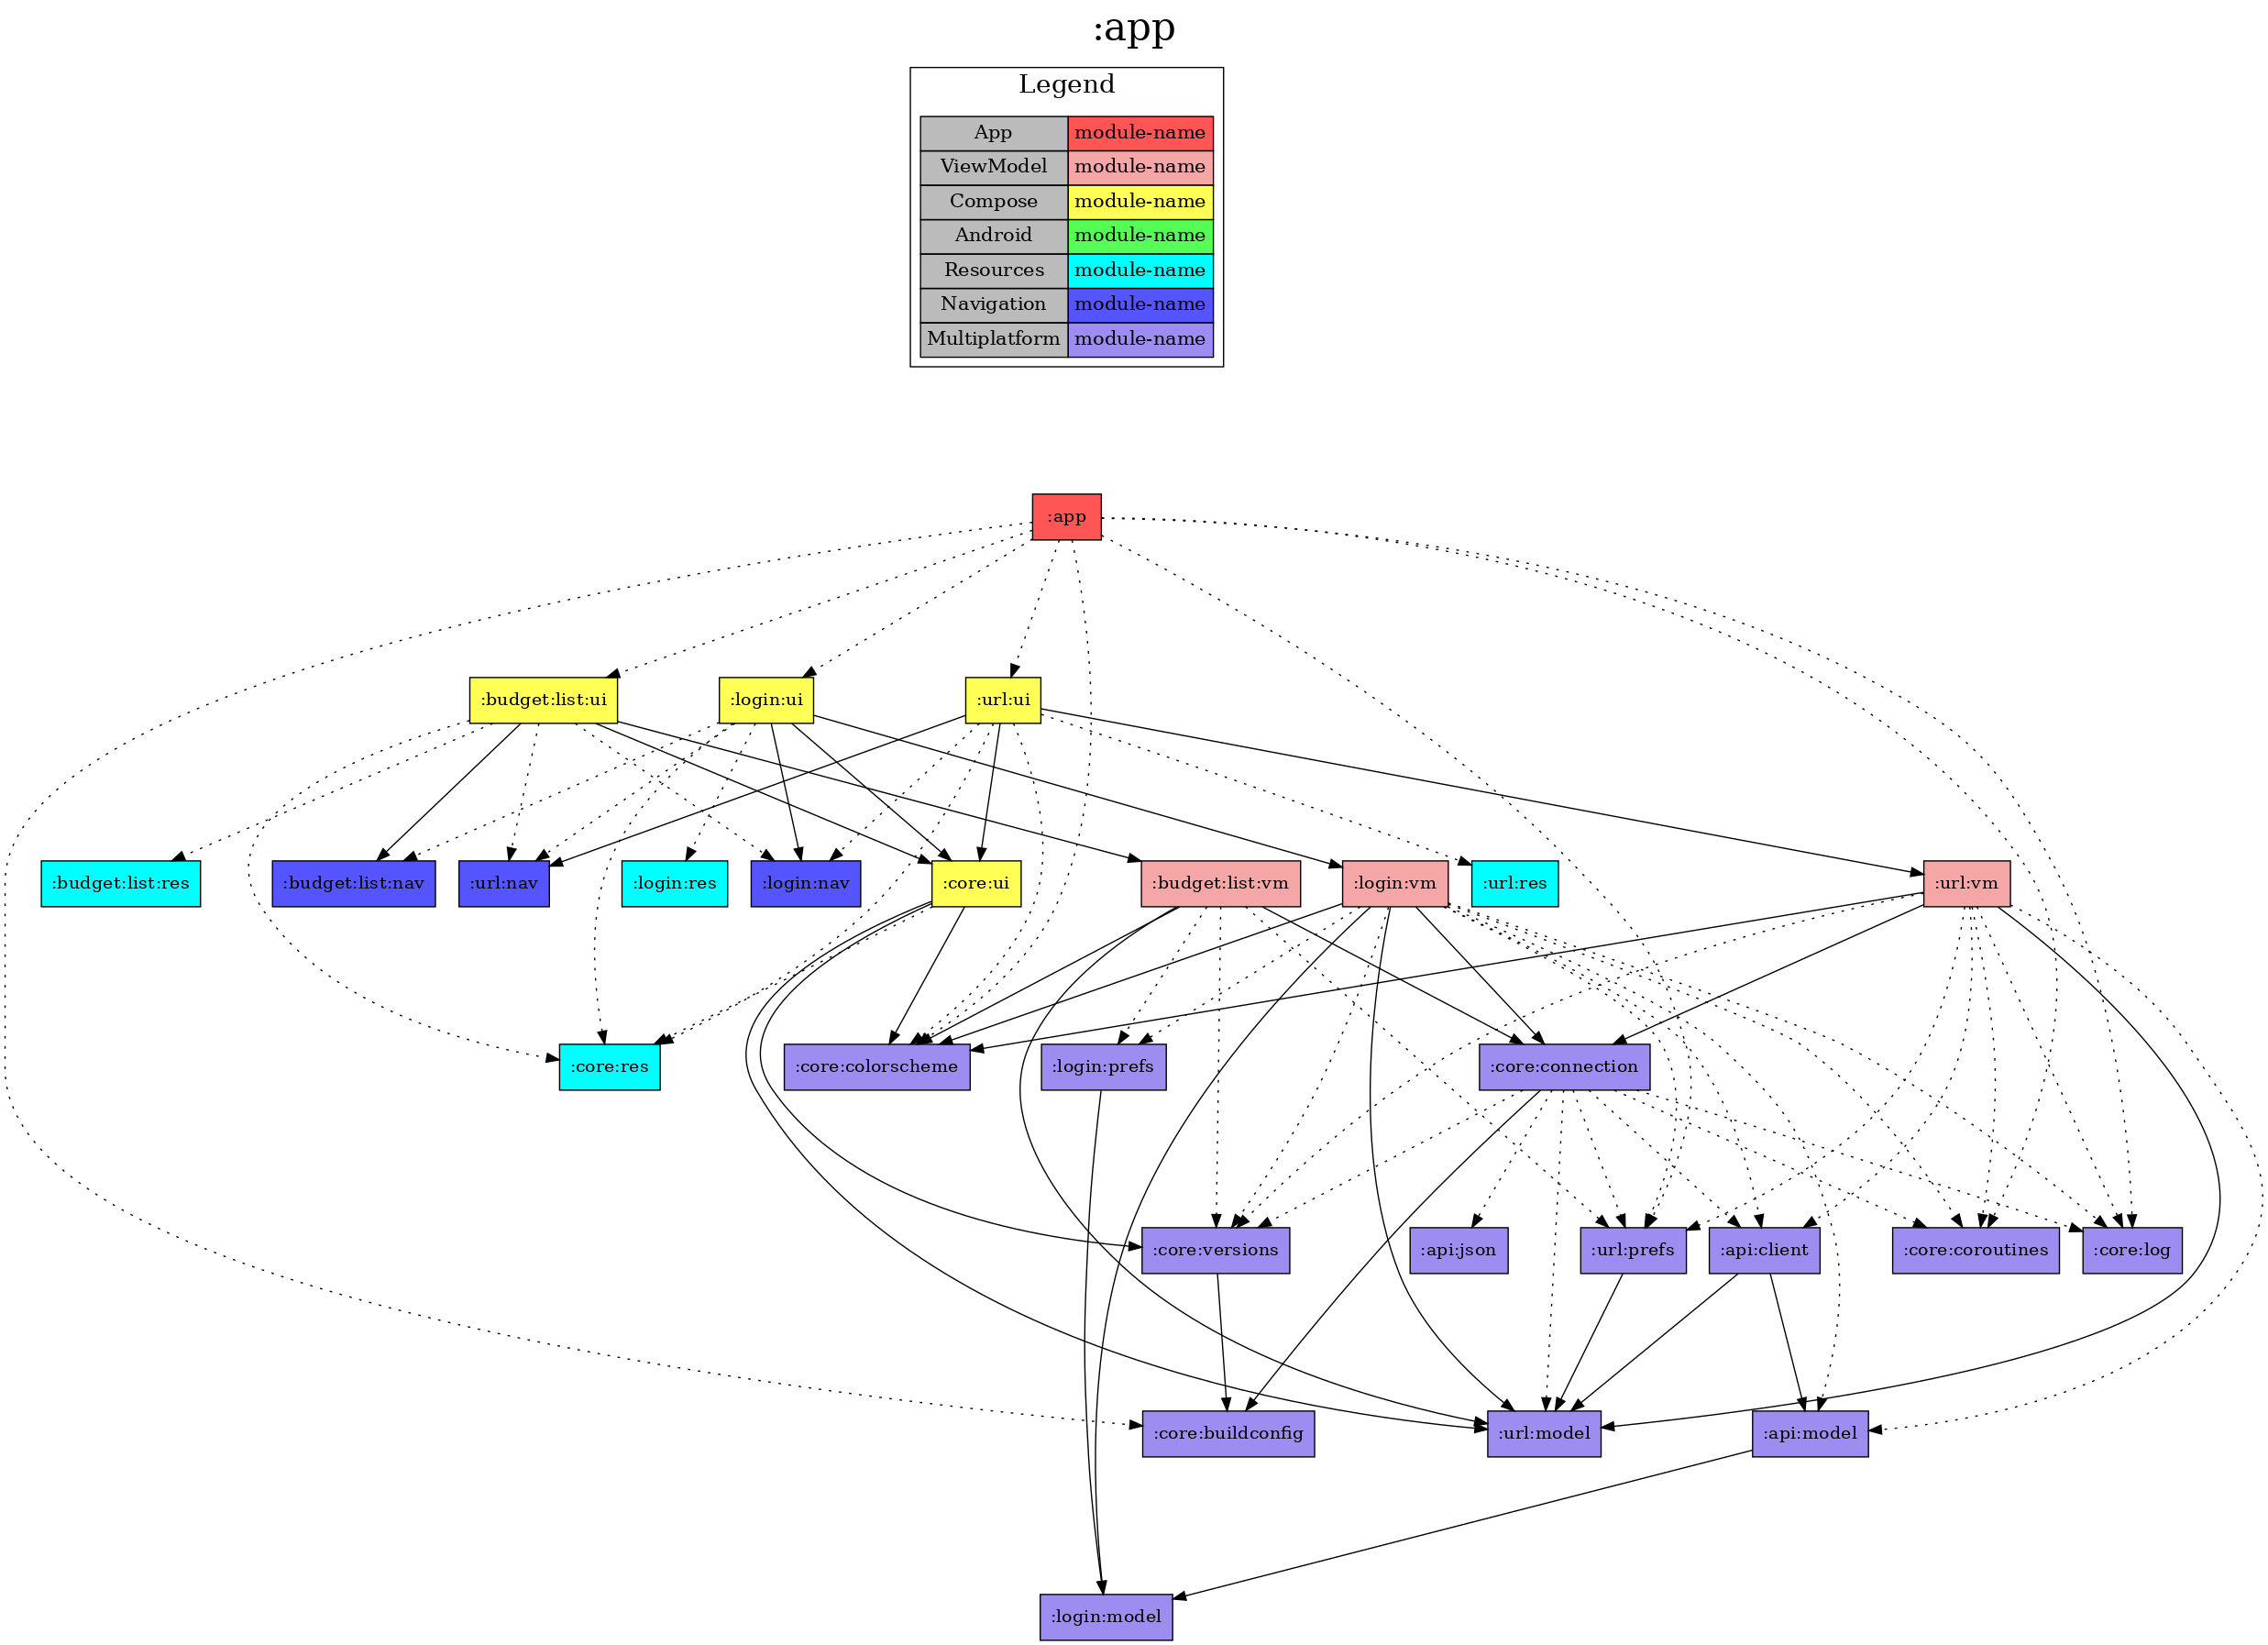 :app
Legend
App module-name
ViewModel module-name
Compose module-name
Android module-name
Resources module-name
Navigation module-name
Multiplatform module-name
:app
:budget:list:ui :login:ui :url:ui
:budget:list:res :budget:list:nav :url:nav :login:res :login:nav :core:ui :budget:list:vm :login:vm :url:res :url:vm
:core:res :core:colorscheme :login:prefs :core:connection
:core:versions :api:json :url:prefs :api:client :core:coroutines :core:log
:core:buildconfig :url:model :api:model
:login:model